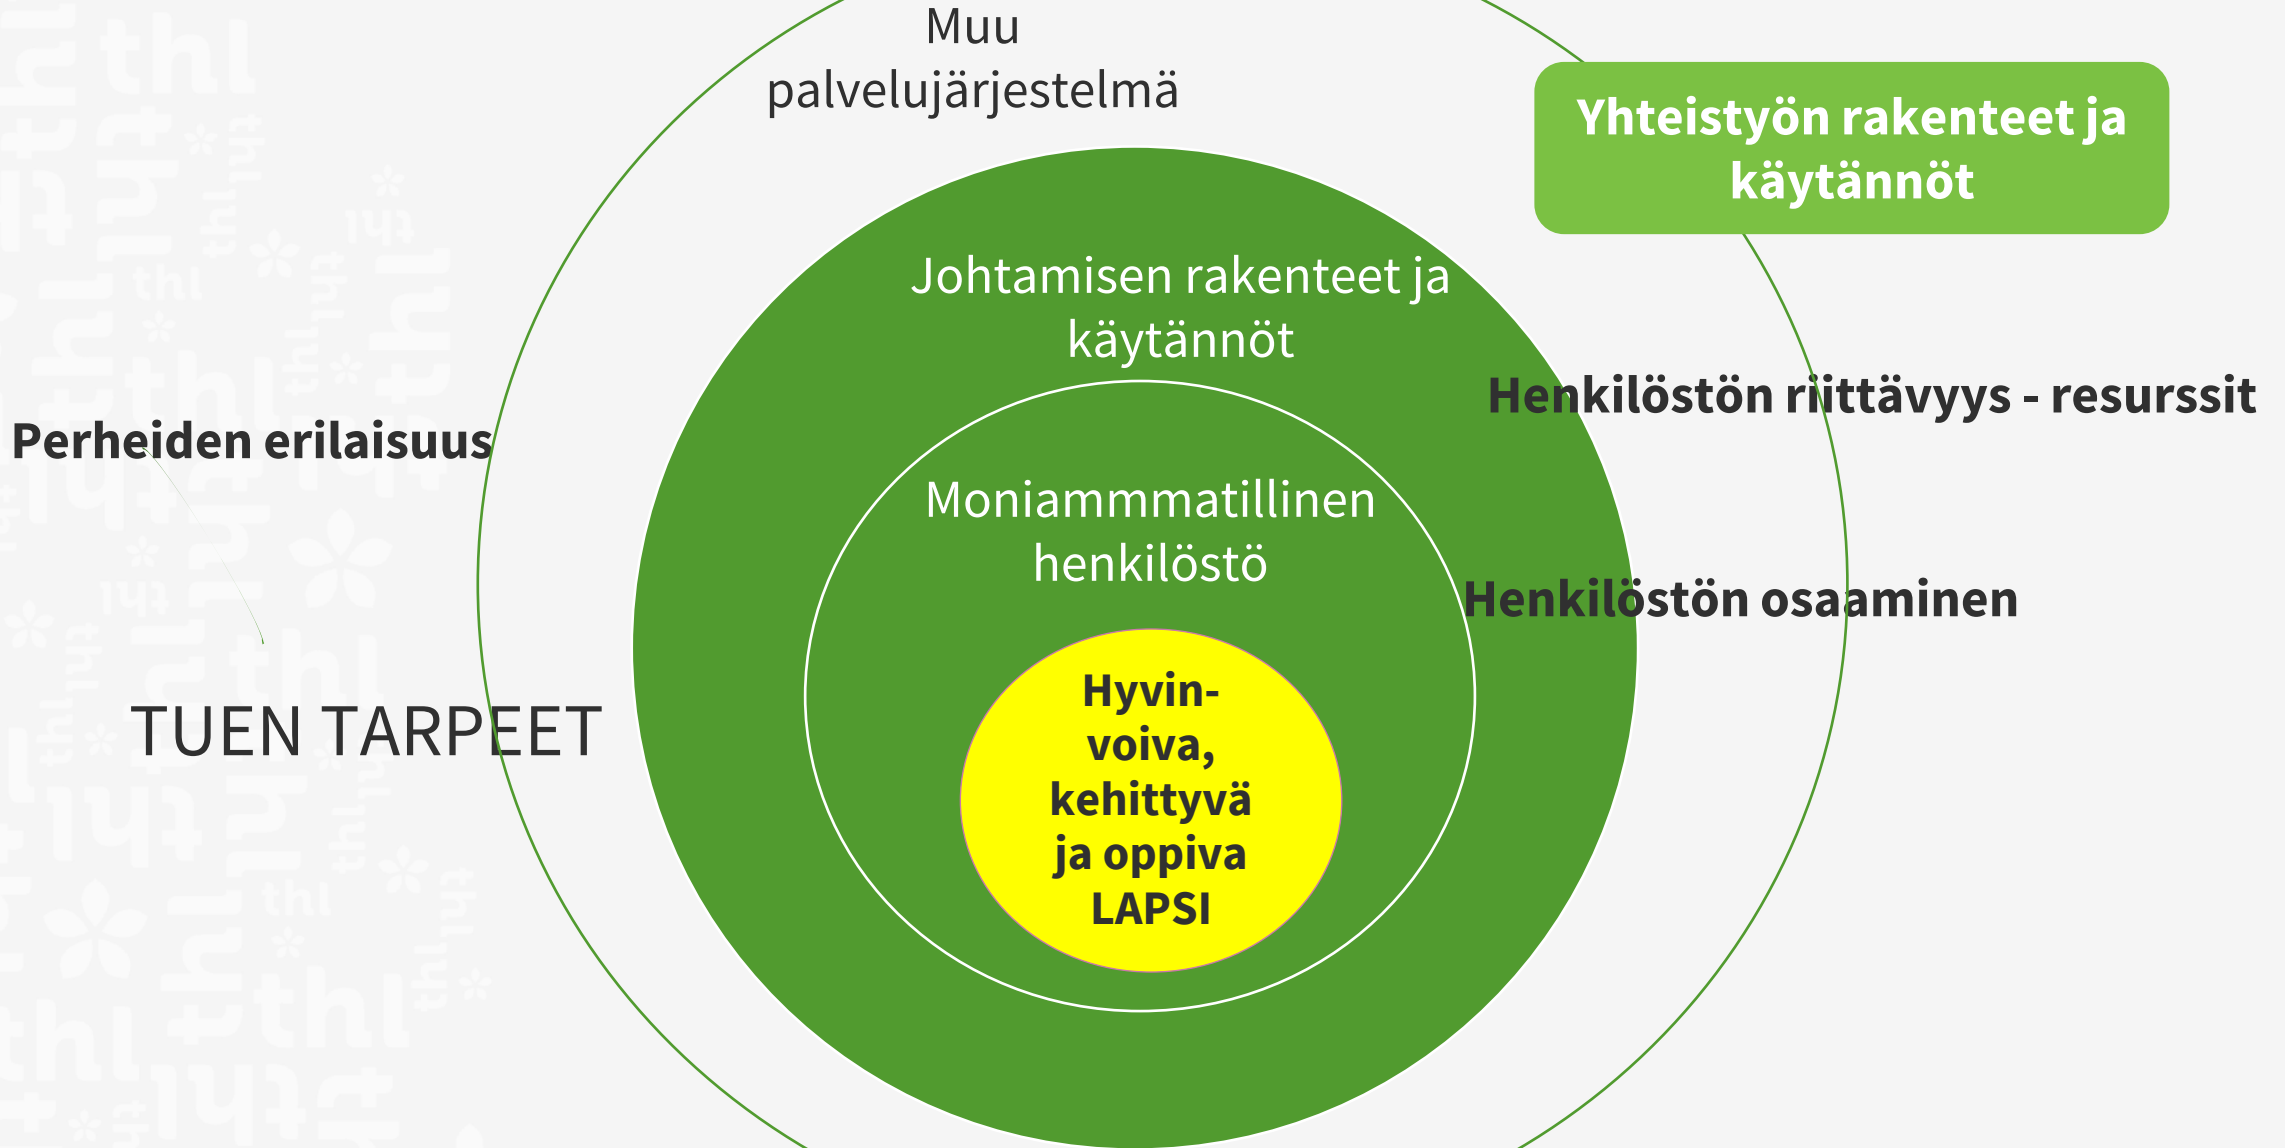 Muu
palvelujärjestelmä
Yhteistyön rakenteet ja
käytännöt
Johtamisen rakenteet ja
käytännöt
Henkilöstön riittävyys - resurssit
Perheiden erilaisuus
Moniammmatillinen
henkilöstö
Henkilöstön osaaminen
TUEN TARPEET
Hyvin-
voiva,
kehittyvä
ja oppiva
LAPSI